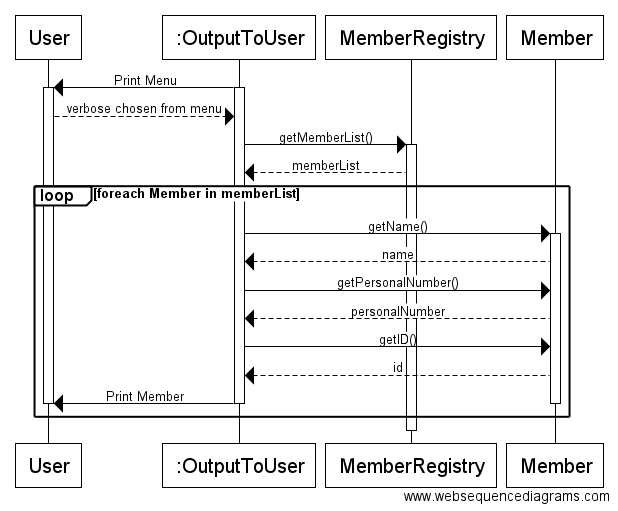 User :OutputToUser MemberRegistry Member
Print Menu
verbose chosen from menu
getMemberList()
memberList
loop [foreach Member in memberList]
getName()
name
getPersonalNumber()
personalNumber
getID()
id
Print Member
User :OutputToUser MemberRegistry Member
www.websequencediagrams.com